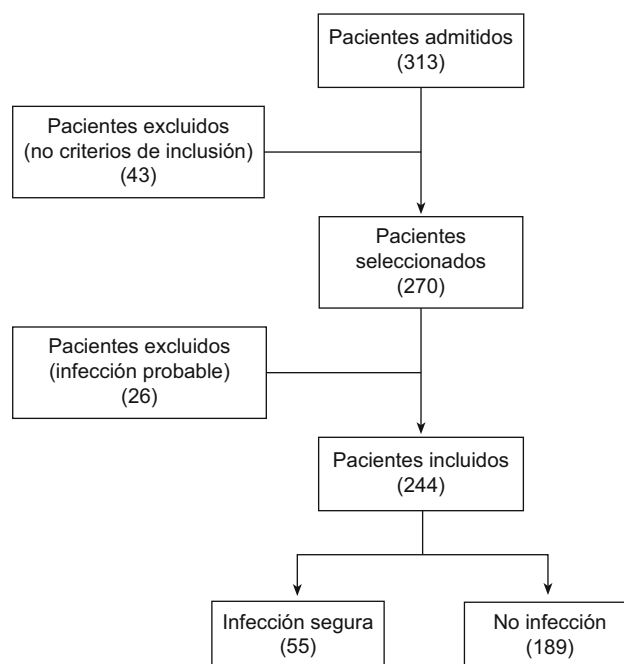 Pacientes admitidos
(313)
Pacientes excluidos
(no criterios de inclusión)
(43)
Pacientes
seleccionados
(270)
Pacientes excluidos
(infección probable)
(26)
Pacientes incluidos
(244)
Infección segura
(55)
No infección
(189)